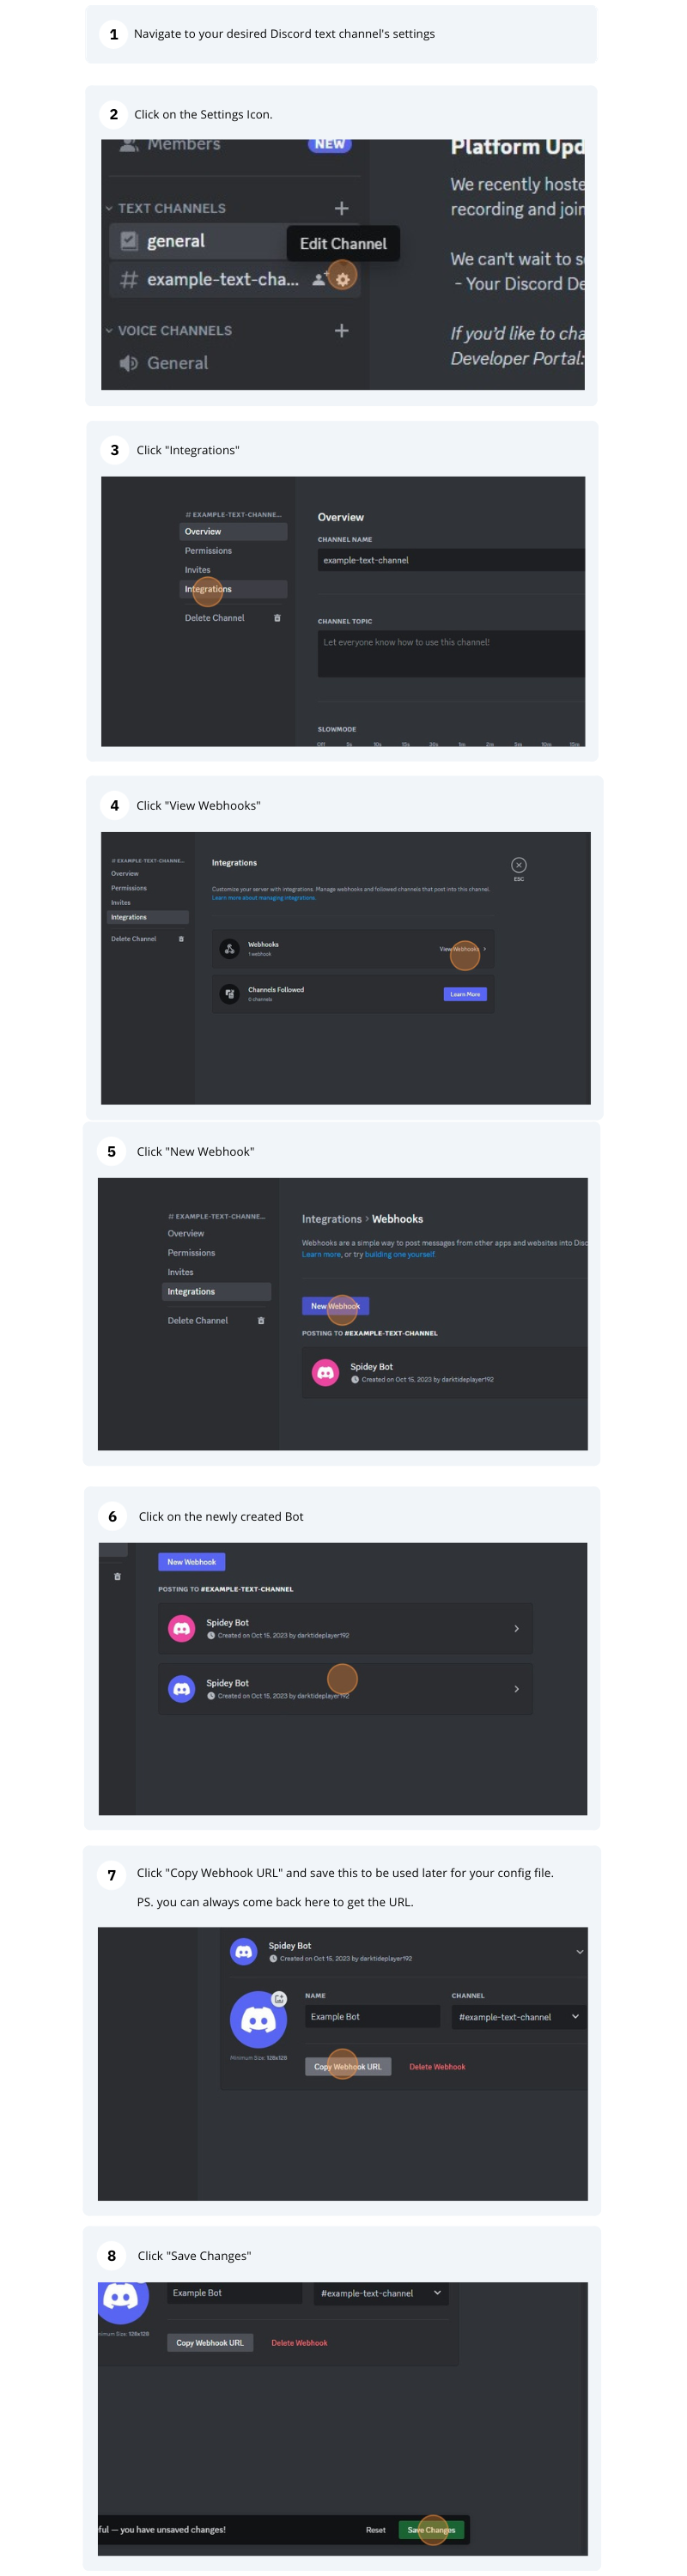 1 Navigate to your desired Discord text channel's settings
2 Click on the Settings Icon.
Members NEW
TEXT CHANNELS
general
Edit Channel
example-text-cha...
VOICE CHANNELS
General
Platform Upd
We recently hoste
recording and join
We can't wait to s
- Your Discord De
If you'd like to cha
Developer Portal:
3 Click "Integrations"
# EXAMPLE-TEXT-CHANNE...
Overview
Permissions
Invites
Integrations
Delete Channel
Overview
CHANNEL NAME
example-text-channel
CHANNEL TOPIC
Let everyone know how to use this channel!
SLOWMODE
Off 5s 10s 15s 30s 1m 2m 5m 10m 15m
4 Click "View Webhooks"
# EXAMPLE-TEXT-CHANNE...
Overview
Permissions
Invites
Integrations
Delete Channel
Integrations
ESC
Customize your server with integrations. Manage webhooks and followed channels that post into this channel.
Learn more about managing integrations.
Webhooks
1 webhook
View Webhooks
Channels Followed
0 channels
Learn More
5 Click "New Webhook"
# EXAMPLE-TEXT-CHANNE...
Overview
Permissions
Invites
Integrations
Delete Channel
Integrations > Webhooks
Webhooks are a simple way to post messages from other apps and websites into Disc
Learn more, or try building one yourself.
New Webhook
POSTING TO #EXAMPLE-TEXT-CHANNEL
Spidey Bot
Created on Oct 15, 2023 by darktideplayer192
6 Click on the newly created Bot
New Webhook
POSTING TO #EXAMPLE-TEXT-CHANNEL
Spidey Bot
Created on Oct 15, 2023 by darktideplayer192
Spidey Bot
Created on Oct 15, 2023 by darktideplayer192
7 Click "Copy Webhook URL" and save this to be used later for your config file.
PS. you can always come back here to get the URL.
Spidey Bot
Created on Oct 15, 2023 by darktideplayer192
NAME CHANNEL
Example Bot #example-text-channel
Minimum Size: 128x128
Copy Webhook URL Delete Webhook
8 Click "Save Changes"
Example Bot #example-text-channel
nimum Size: 128x128
Copy Webhook URL Delete Webhook
ful — you have unsaved changes! Reset Save Changes